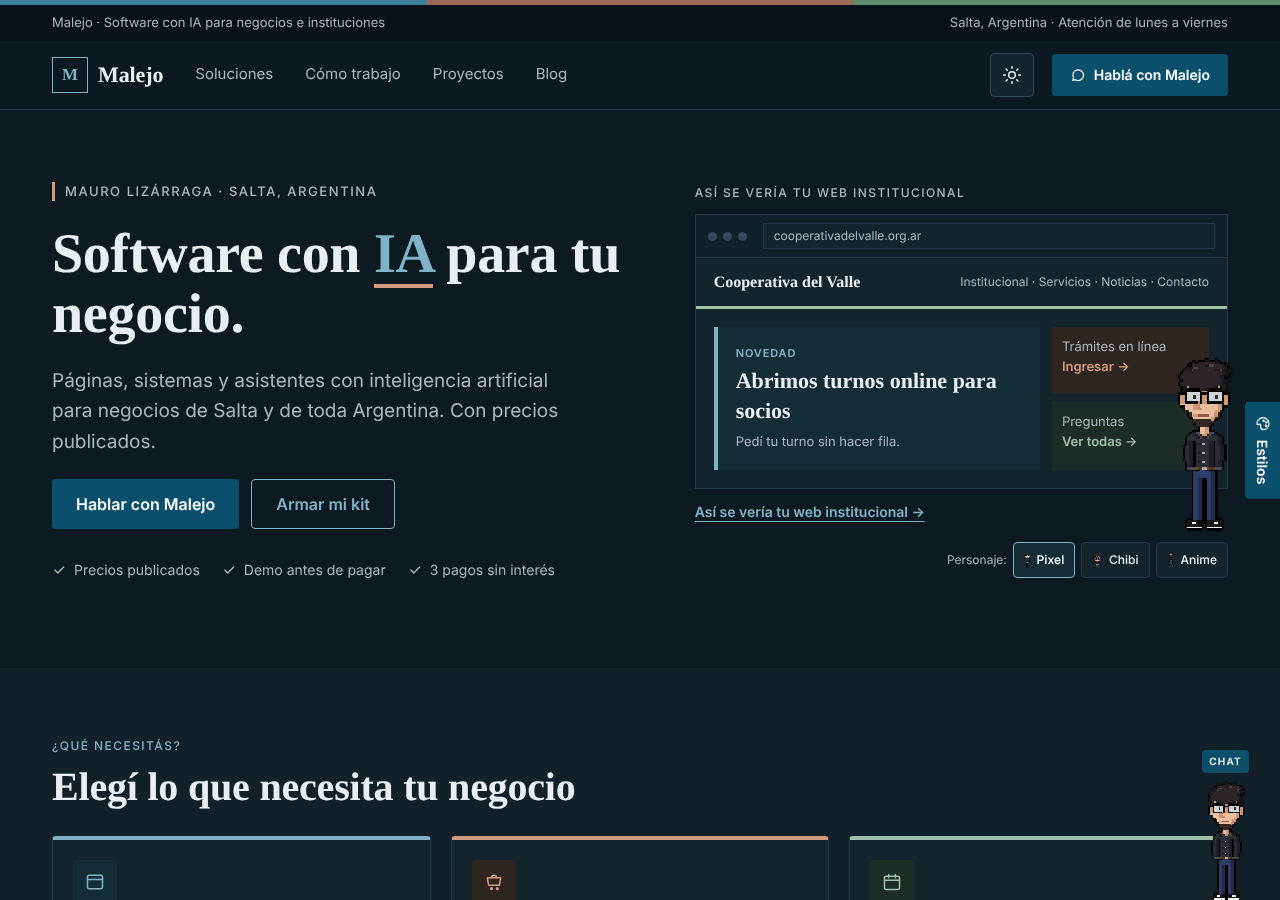 Malejo · Software con IA para negocios e instituciones
Salta, Argentina · Atención de lunes a viernes
M Malejo
Soluciones
Cómo trabajo
Proyectos
Blog
Hablá con Malejo
MAURO LIZÁRRAGA · SALTA, ARGENTINA
Software con IA para tu
negocio.
Páginas, sistemas y asistentes con inteligencia artificial
para negocios de Salta y de toda Argentina. Con precios
publicados.
Hablar con Malejo
Armar mi kit
Precios publicados
Demo antes de pagar
3 pagos sin interés
ASÍ SE VERÍA TU WEB INSTITUCIONAL
cooperativadelvalle.org.ar
Cooperativa del Valle
Institucional · Servicios · Noticias · Contacto
NOVEDAD
Abrimos turnos online para
socios
Pedí tu turno sin hacer fila.
Trámites en línea
Ingresar →
Preguntas
Ver todas →
Así se vería tu web institucional →
Personaje:
Pixel
Chibi
Anime
Estilos
¿QUÉ NECESITÁS?
Elegí lo que necesita tu negocio
CHAT